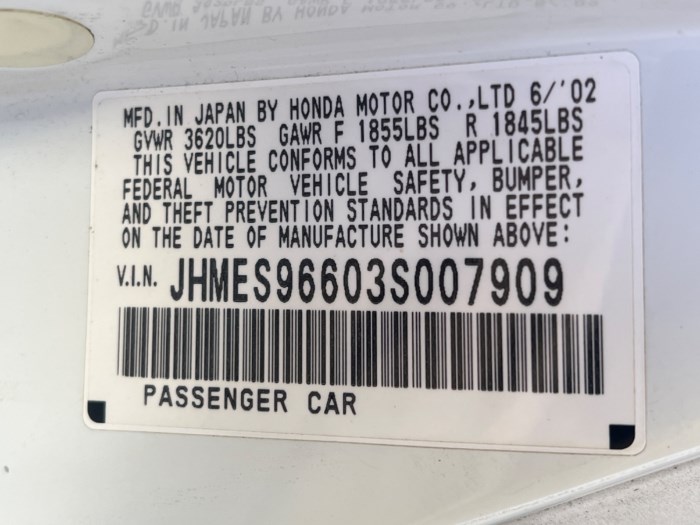 MFD. IN JAPAN BY HONDA MOTOR CO.,LTD 6/'02
GVWR 3620LBS GAWR F 1855LBS R 1845LBS
THIS VEHICLE CONFORMS TO ALL APPLICABLE
FEDERAL MOTOR VEHICLE SAFETY, BUMPER,
AND THEFT PREVENTION STANDARDS IN EFFECT
ON THE DATE OF MANUFACTURE SHOWN ABOVE:
V.I.N. JHMES96603S007909
PASSENGER CAR